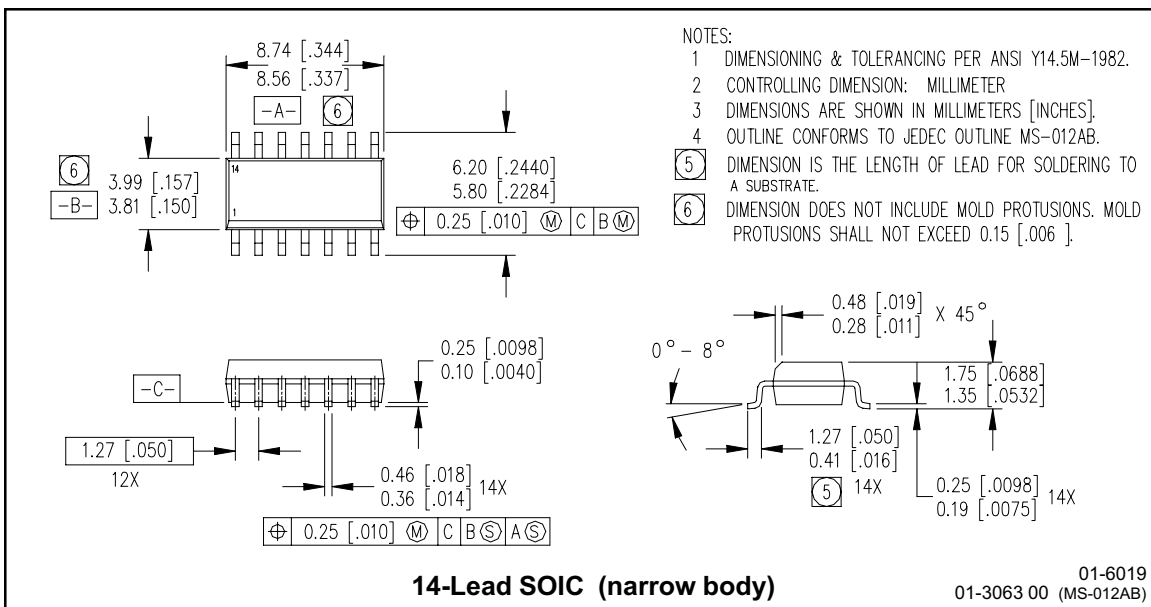 8.74 [.344]
8.56 [.337]
-A- 6
6
-B-
3.99 [.157]
3.81 [.150]
14
1
6.20 [.2440]
5.80 [.2284]
⌖ 0.25 [.010] Ⓜ C B Ⓜ
NOTES:
1 DIMENSIONING & TOLERANCING PER ANSI Y14.5M-1982.
2 CONTROLLING DIMENSION: MILLIMETER
3 DIMENSIONS ARE SHOWN IN MILLIMETERS [INCHES].
4 OUTLINE CONFORMS TO JEDEC OUTLINE MS-012AB.
5 DIMENSION IS THE LENGTH OF LEAD FOR SOLDERING TO
A SUBSTRATE.
6 DIMENSION DOES NOT INCLUDE MOLD PROTUSIONS. MOLD
PROTUSIONS SHALL NOT EXCEED 0.15 [.006 ].
-C-
0.25 [.0098]
0.10 [.0040]
1.27 [.050]
12X
0.46 [.018]
0.36 [.014] 14X
⌖ 0.25 [.010] Ⓜ C B Ⓢ A Ⓢ
0.48 [.019]
0.28 [.011] X 45°
0°-8°
1.75 [.0688]
1.35 [.0532]
1.27 [.050]
0.41 [.016]
5 14X
0.25 [.0098]
0.19 [.0075] 14X
14-Lead SOIC (narrow body)
01-6019
01-3063 00 (MS-012AB)